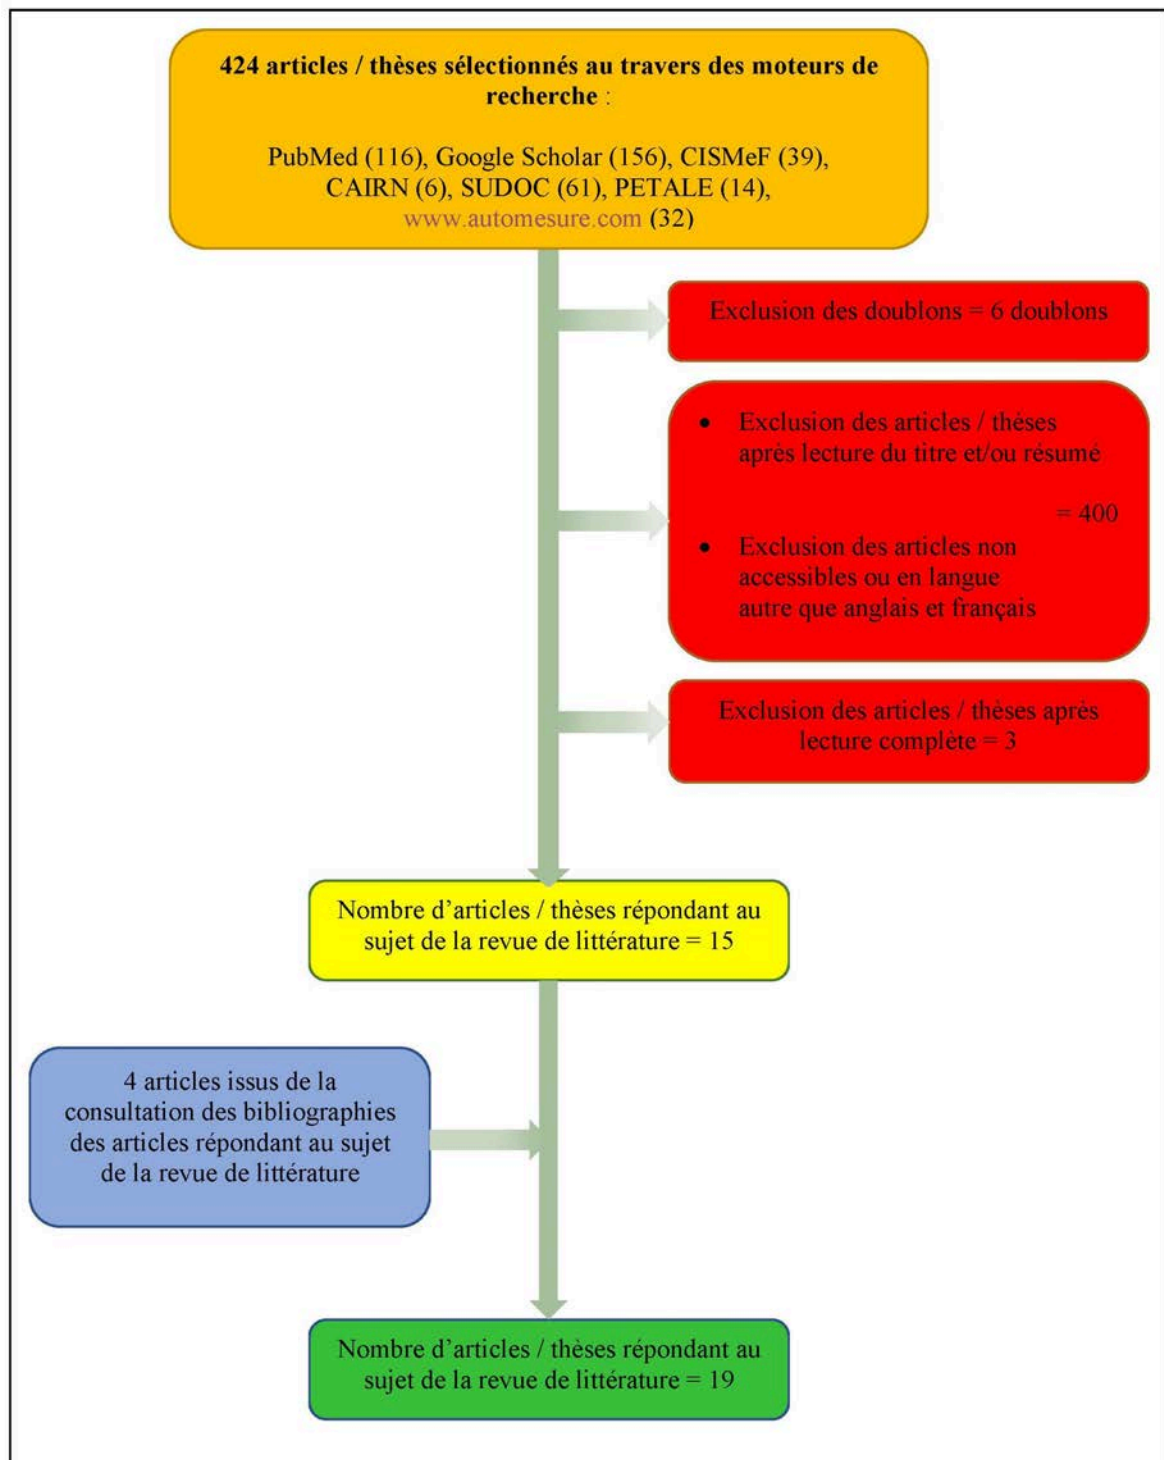 424 articles / thèses sélectionnés au travers des moteurs de
recherche :
PubMed (116), Google Scholar (156), CISMeF (39),
CAIRN (6), SUDOC (61), PETALE (14),
www.automesure.com (32)
Exclusion des doublons = 6 doublons
• Exclusion des articles / thèses
après lecture du titre et/ou résumé
= 400
• Exclusion des articles non
accessibles ou en langue
autre que anglais et français
Exclusion des articles / thèses après
lecture complète = 3
Nombre d'articles / thèses répondant au
sujet de la revue de littérature = 15
4 articles issus de la
consultation des bibliographies
des articles répondant au sujet
de la revue de littérature
Nombre d'articles / thèses répondant au
sujet de la revue de littérature = 19